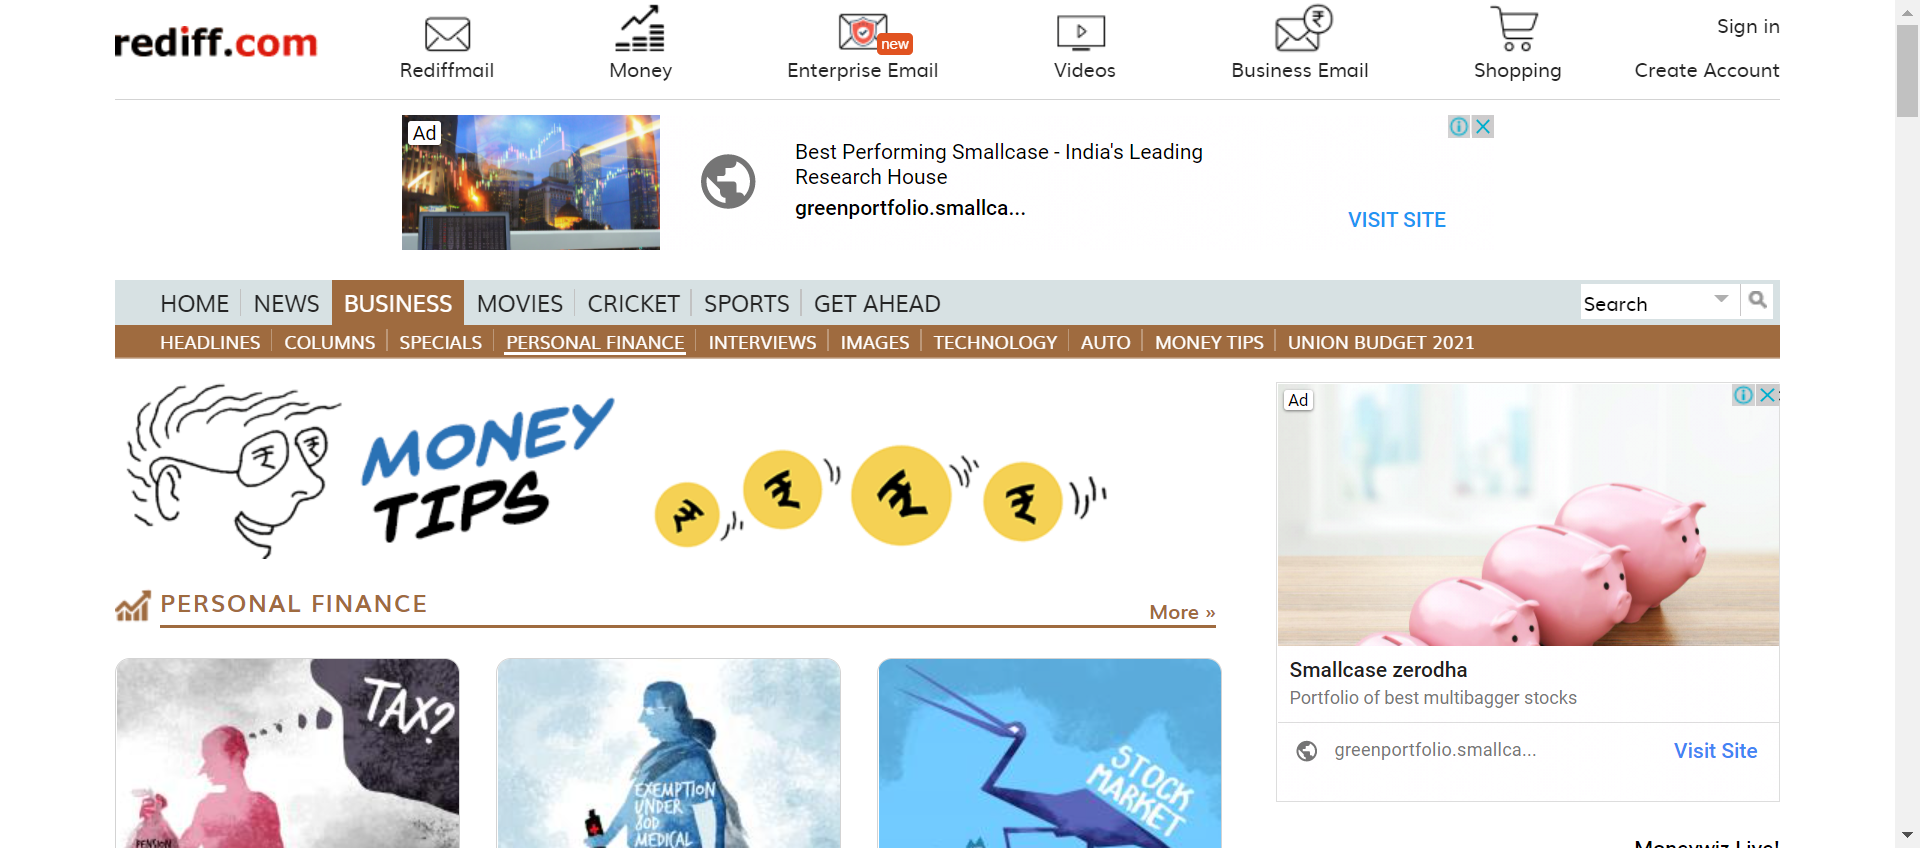 rediff.com
Rediffmail
Money
new
Enterprise Email
Videos
Business Email
Shopping
Sign in
Create Account
Ad
Best Performing Smallcase - India's Leading
Research House
greenportfolio.smallca...
VISIT SITE
HOME NEWS BUSINESS MOVIES CRICKET SPORTS GET AHEAD
Search
HEADLINES COLUMNS SPECIALS PERSONAL FINANCE INTERVIEWS IMAGES TECHNOLOGY AUTO MONEY TIPS UNION BUDGET 2021
MONEY
TIPS
₹ ₹ ₹ ₹
PERSONAL FINANCE
More »
TAX?
PENSION
EXEMPTION
UNDER
80D
MEDICAL
STOCK
MARKET
Ad
Smallcase zerodha
Portfolio of best multibagger stocks
greenportfolio.smallca...
Visit Site
Moneywiz Live!